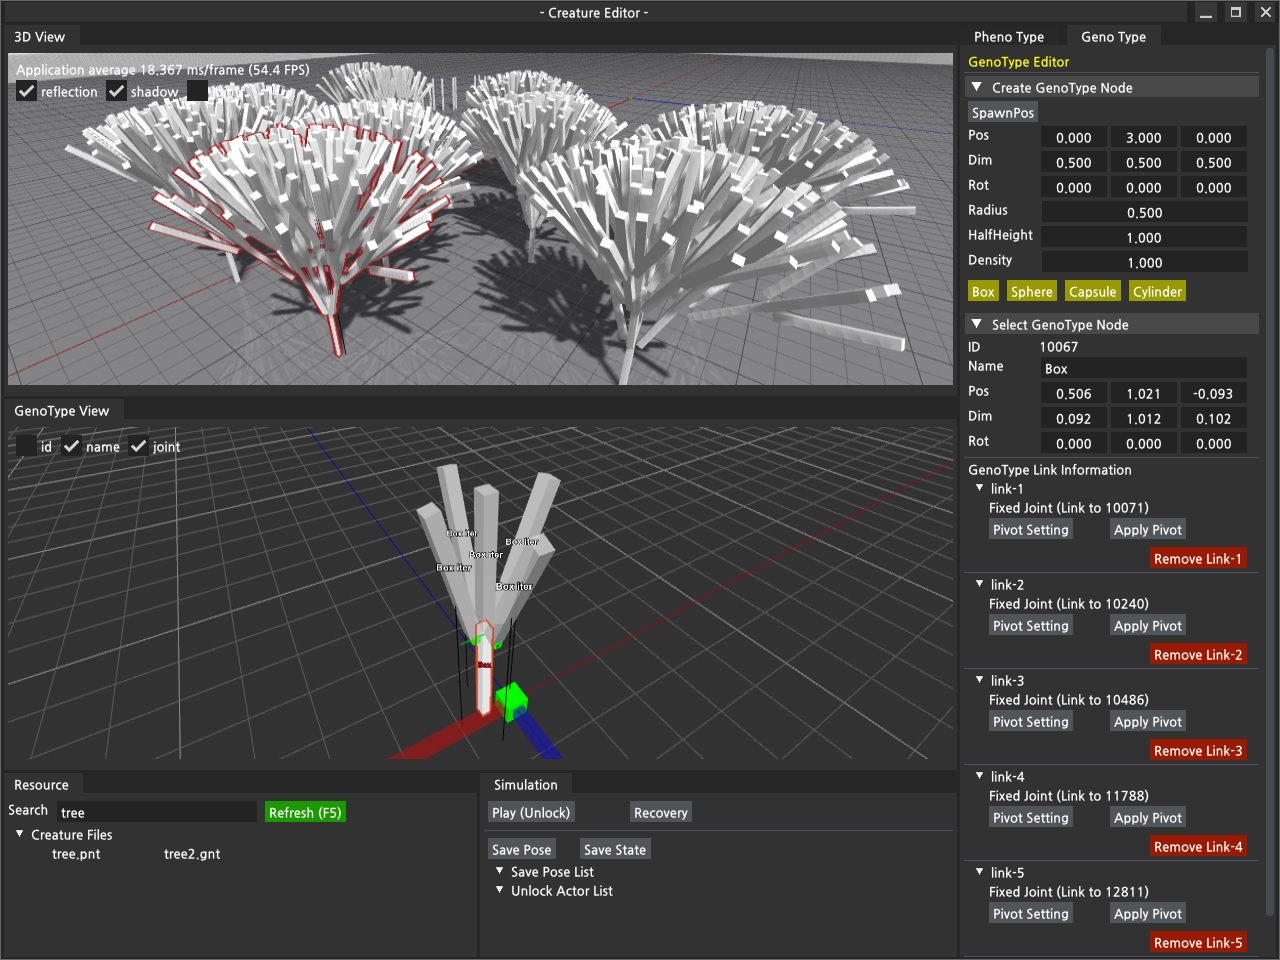 - Creature Editor -
3D View
Application average 18.367 ms/frame (54.4 FPS)
reflection shadow
GenoType View
id name joint
Box iter
Box iter
Box iter
Box iter
Box iter
Box
Resource
Search tree Refresh (F5)
Creature Files
tree.pnt tree2.gnt
Simulation
Play (Unlock) Recovery
Save Pose Save State
Save Pose List
Unlock Actor List
Pheno Type Geno Type
GenoType Editor
Create GenoType Node
SpawnPos
Pos 0.000 3.000 0.000
Dim 0.500 0.500 0.500
Rot 0.000 0.000 0.000
Radius 0.500
HalfHeight 1.000
Density 1.000
Box Sphere Capsule Cylinder
Select GenoType Node
ID 10067
Name Box
Pos 0.506 1.021 -0.093
Dim 0.092 1.012 0.102
Rot 0.000 0.000 0.000
GenoType Link Information
link-1
Fixed Joint (Link to 10071)
Pivot Setting Apply Pivot
Remove Link-1
link-2
Fixed Joint (Link to 10240)
Pivot Setting Apply Pivot
Remove Link-2
link-3
Fixed Joint (Link to 10486)
Pivot Setting Apply Pivot
Remove Link-3
link-4
Fixed Joint (Link to 11788)
Pivot Setting Apply Pivot
Remove Link-4
link-5
Fixed Joint (Link to 12811)
Pivot Setting Apply Pivot
Remove Link-5